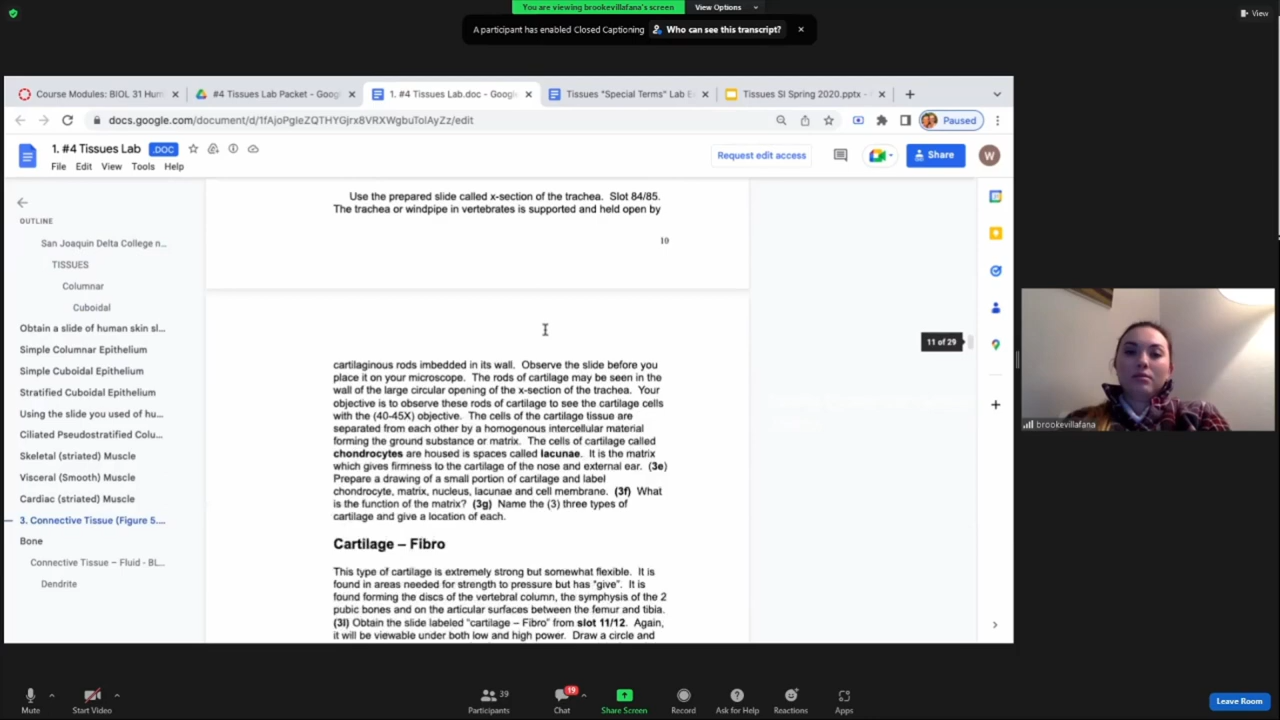 You are viewing brookevillafana's screen
View Options
View
A participant has enabled Closed Captioning
Who can see this transcript?
Course Modules: BIOL 31 Hum
#4 Tissues Lab Packet - Goog
1. #4 Tissues Lab.doc - Googl
Tissues "Special Terms" Lab E
Tissues SI Spring 2020.pptx -
docs.google.com/document/d/1fAjoPgIeZQTHYGjrx8VRXWgbuTolAyZz/edit
Paused
1. #4 Tissues Lab
.DOC
File Edit View Tools Help
Request edit access
Share
W
OUTLINE
San Joaquin Delta College n...
TISSUES
Columnar
Cuboidal
Obtain a slide of human skin sl...
Simple Columnar Epithelium
Simple Cuboidal Epithelium
Stratified Cuboidal Epithelium
Using the slide you used of hu...
Ciliated Pseudostratified Colu...
Skeletal (striated) Muscle
Visceral (Smooth) Muscle
Cardiac (striated) Muscle
3. Connective Tissue (Figure 5....
Bone
Connective Tissue – Fluid - BL...
Dendrite
Use the prepared slide called x-section of the trachea. Slot 84/85.
The trachea or windpipe in vertebrates is supported and held open by
10
11 of 29
cartilaginous rods imbedded in its wall. Observe the slide before you
place it on your microscope. The rods of cartilage may be seen in the
wall of the large circular opening of the x-section of the trachea. Your
objective is to observe these rods of cartilage to see the cartilage cells
with the (40-45X) objective. The cells of the cartilage tissue are
separated from each other by a homogenous intercellular material
forming the ground substance or matrix. The cells of cartilage called
chondrocytes are housed is spaces called lacunae. It is the matrix
which gives firmness to the cartilage of the nose and external ear. (3e)
Prepare a drawing of a small portion of cartilage and label
chondrocyte, matrix, nucleus, lacunae and cell membrane. (3f) What
is the function of the matrix? (3g) Name the (3) three types of
cartilage and give a location of each.
Cartilage – Fibro
This type of cartilage is extremely strong but somewhat flexible. It is
found in areas needed for strength to pressure but has "give". It is
found forming the discs of the vertebral column, the symphysis of the 2
pubic bones and on the articular surfaces between the femur and tibia.
(3l) Obtain the slide labeled "cartilage – Fibro" from slot 11/12. Again,
it will be viewable under both low and high power. Draw a circle and
brookevillafana
Mute
Start Video
39
Participants
19
Chat
Share Screen
Record
Ask for Help
Reactions
Apps
Leave Room